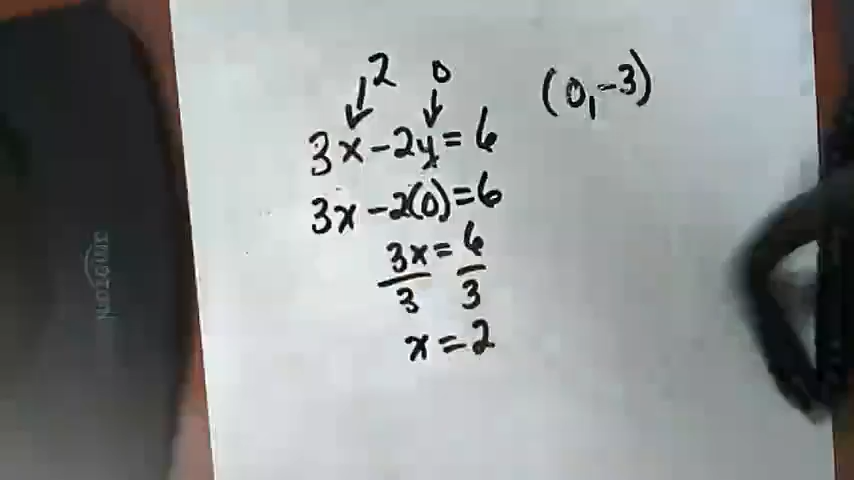 2 0
(0,-3)
3x-2y=6
3x-2(0)=6
3x=6
3 3
x=2